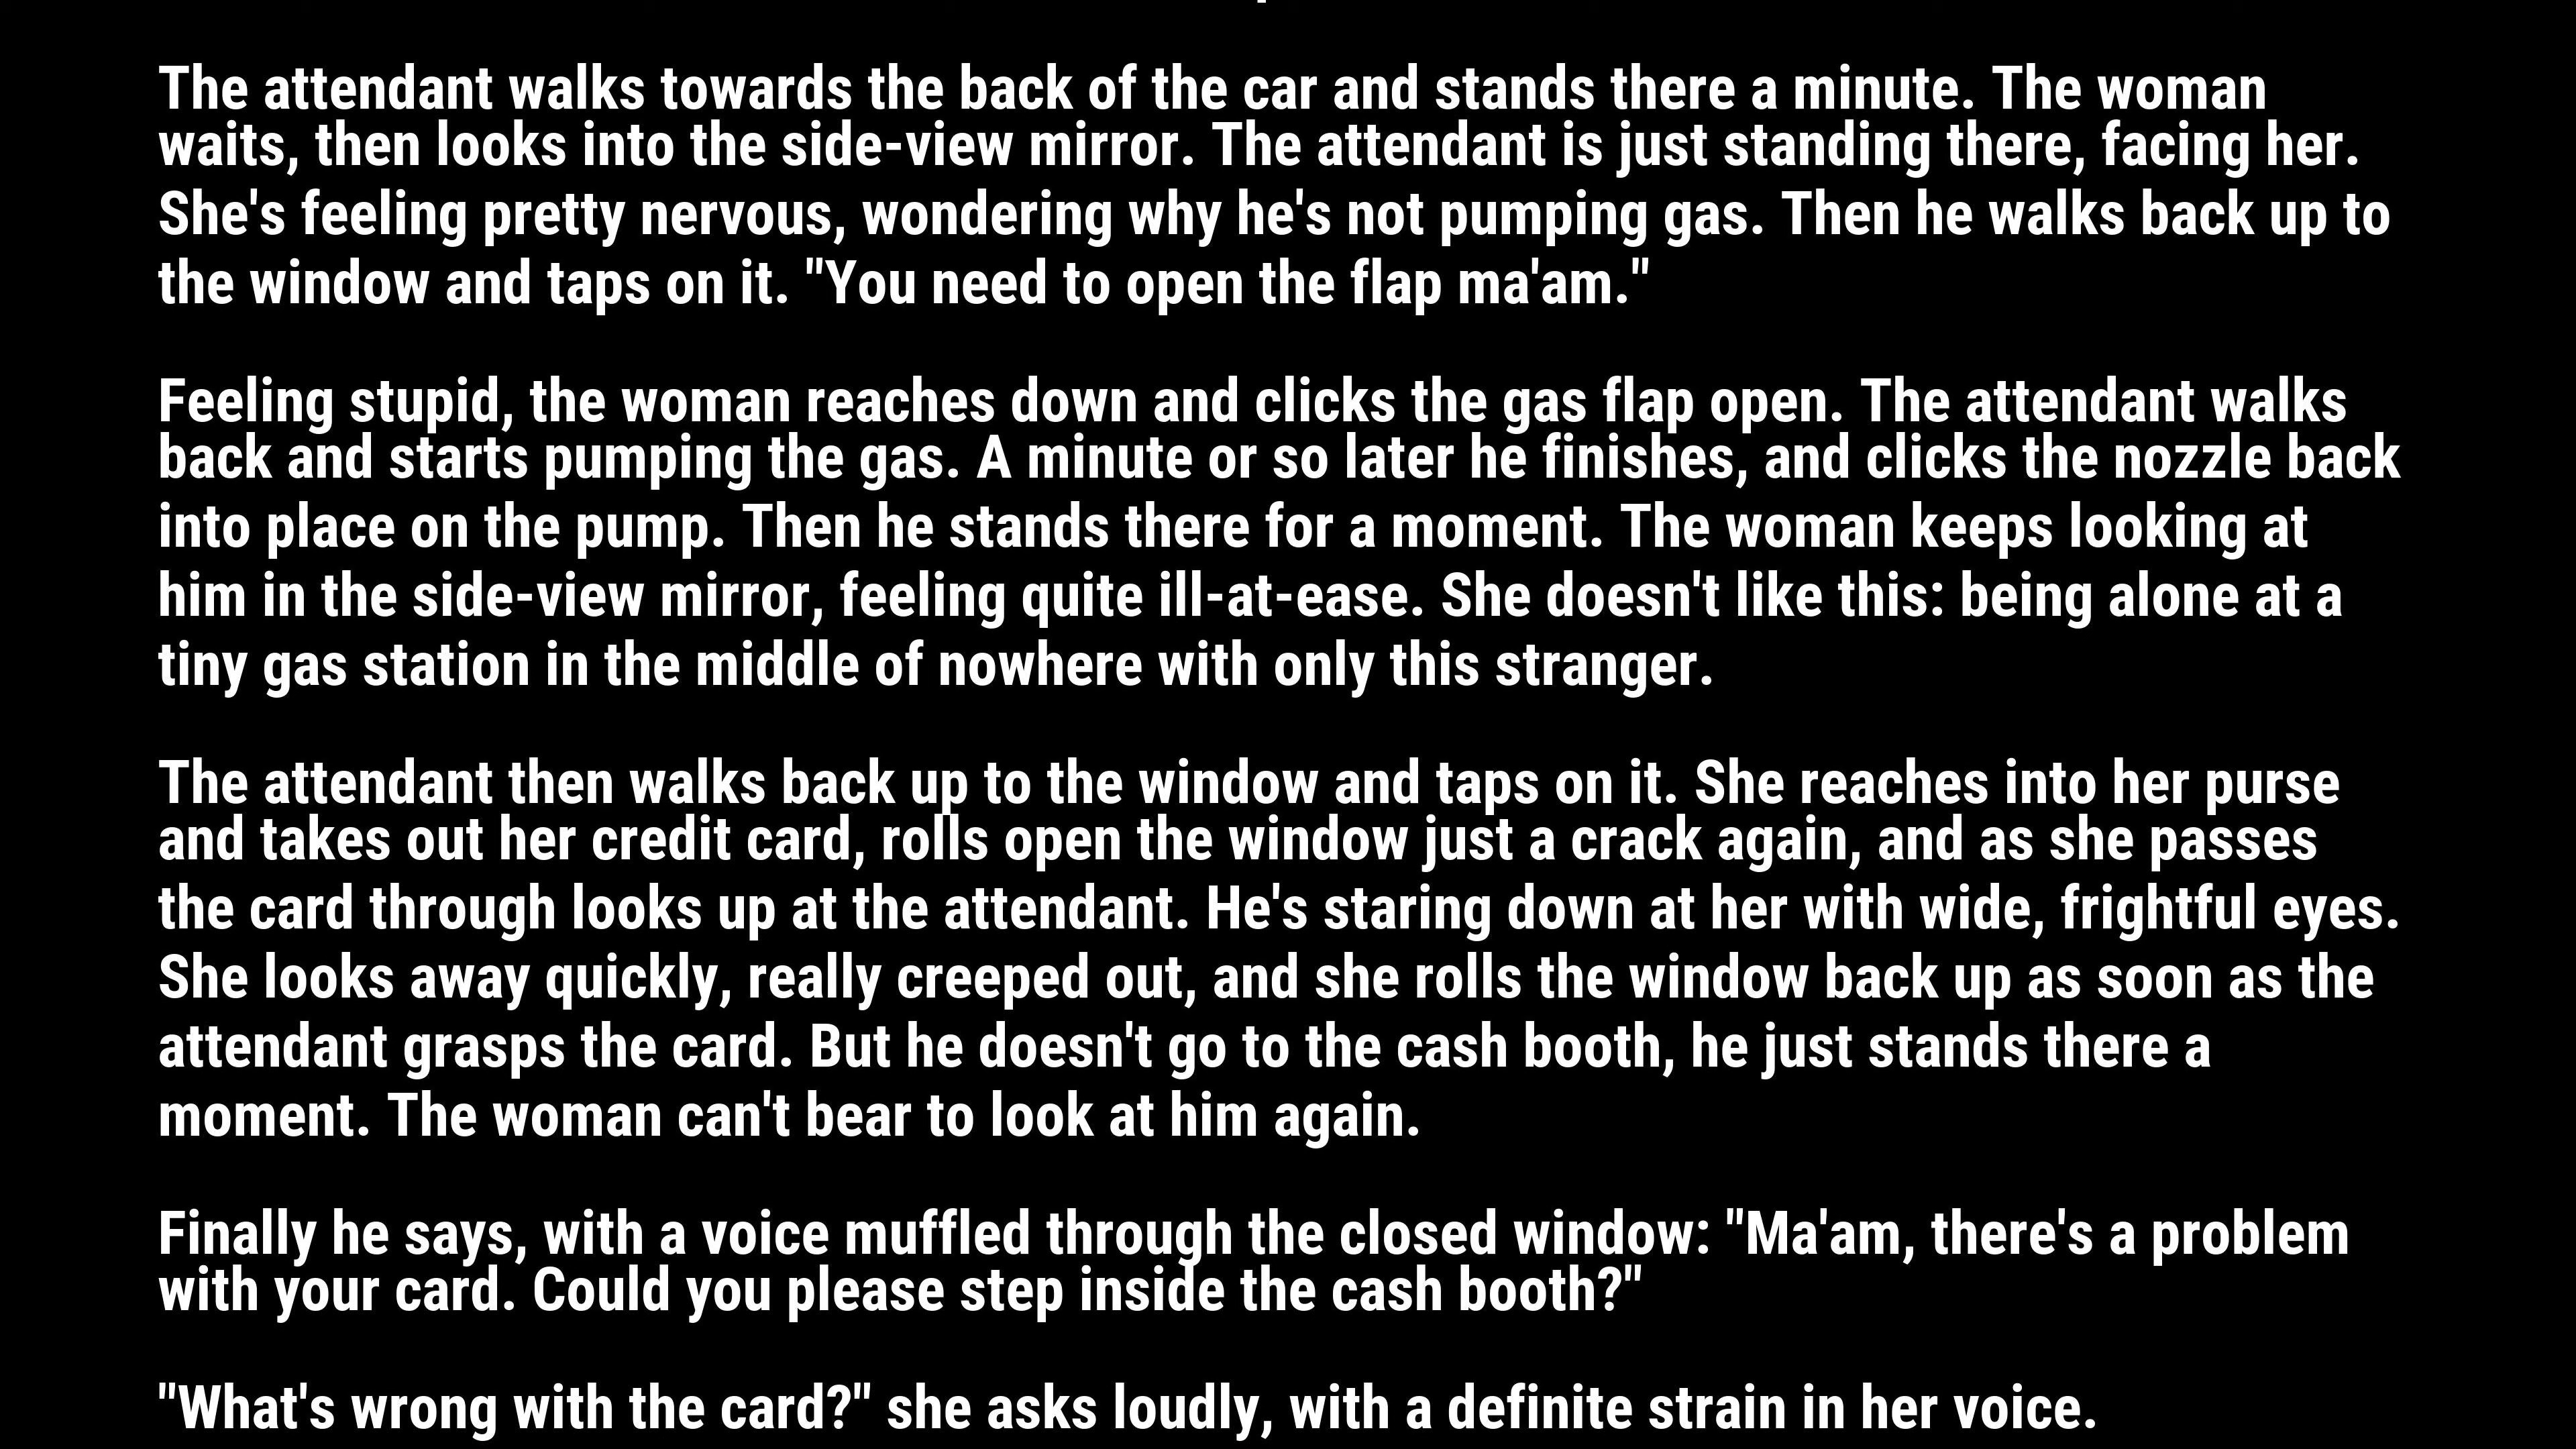 The attendant walks towards the back of the car and stands there a minute. The woman
waits, then looks into the side-view mirror. The attendant is just standing there, facing her.
She's feeling pretty nervous, wondering why he's not pumping gas. Then he walks back up to
the window and taps on it. "You need to open the flap ma'am."
Feeling stupid, the woman reaches down and clicks the gas flap open. The attendant walks
back and starts pumping the gas. A minute or so later he finishes, and clicks the nozzle back
into place on the pump. Then he stands there for a moment. The woman keeps looking at
him in the side-view mirror, feeling quite ill-at-ease. She doesn't like this: being alone at a
tiny gas station in the middle of nowhere with only this stranger.
The attendant then walks back up to the window and taps on it. She reaches into her purse
and takes out her credit card, rolls open the window just a crack again, and as she passes
the card through looks up at the attendant. He's staring down at her with wide, frightful eyes.
She looks away quickly, really creeped out, and she rolls the window back up as soon as the
attendant grasps the card. But he doesn't go to the cash booth, he just stands there a
moment. The woman can't bear to look at him again.
Finally he says, with a voice muffled through the closed window: "Ma'am, there's a problem
with your card. Could you please step inside the cash booth?"
"What's wrong with the card?" she asks loudly, with a definite strain in her voice.